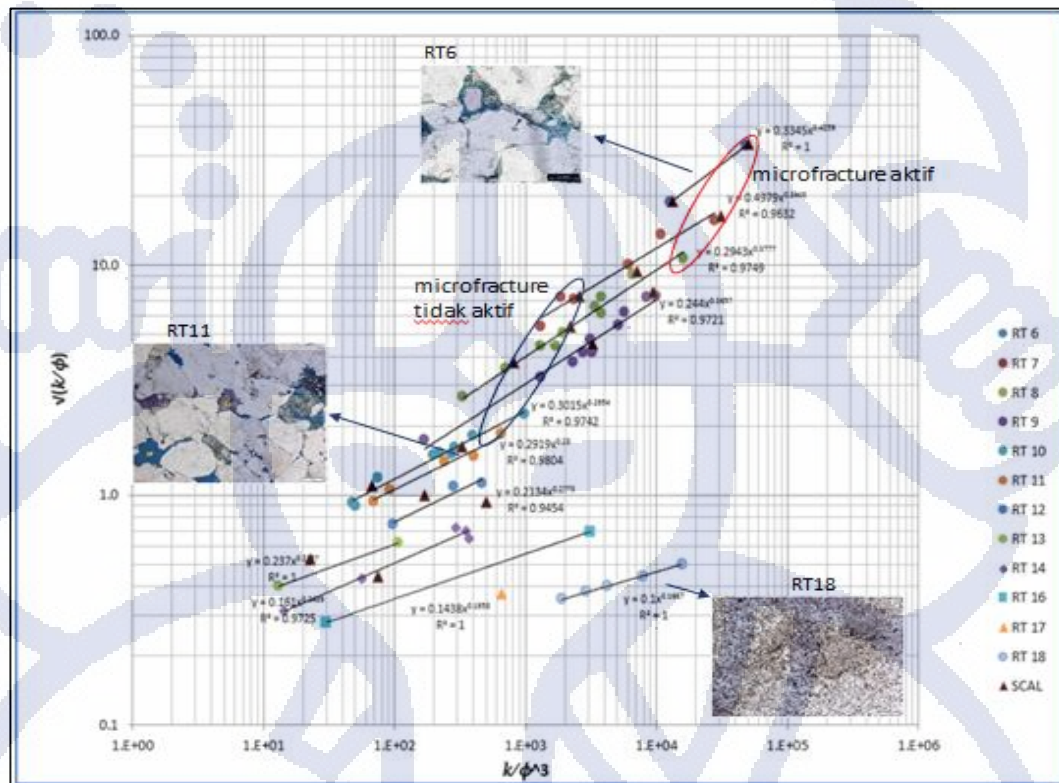 100.0
10.0
1.0
0.1
√(k/ϕ)
1.E+00
1.E+01
1.E+02
1.E+03
1.E+04
1.E+05
1.E+06
k/ϕ^3
RT6
R² = 1
microfracture aktif
R² = 0.9632
R² = 0.9749
R² = 0.9721
microfracture
tidak aktif
RT11
R² = 0.9742
R² = 0.9804
R² = 0.9454
R² = 1
R² = 0.9725
R² = 1
RT18
R² = 1
RT 6
RT 7
RT 8
RT 9
RT 10
RT 11
RT 12
RT 13
RT 14
RT 16
RT 17
RT 18
SCAL